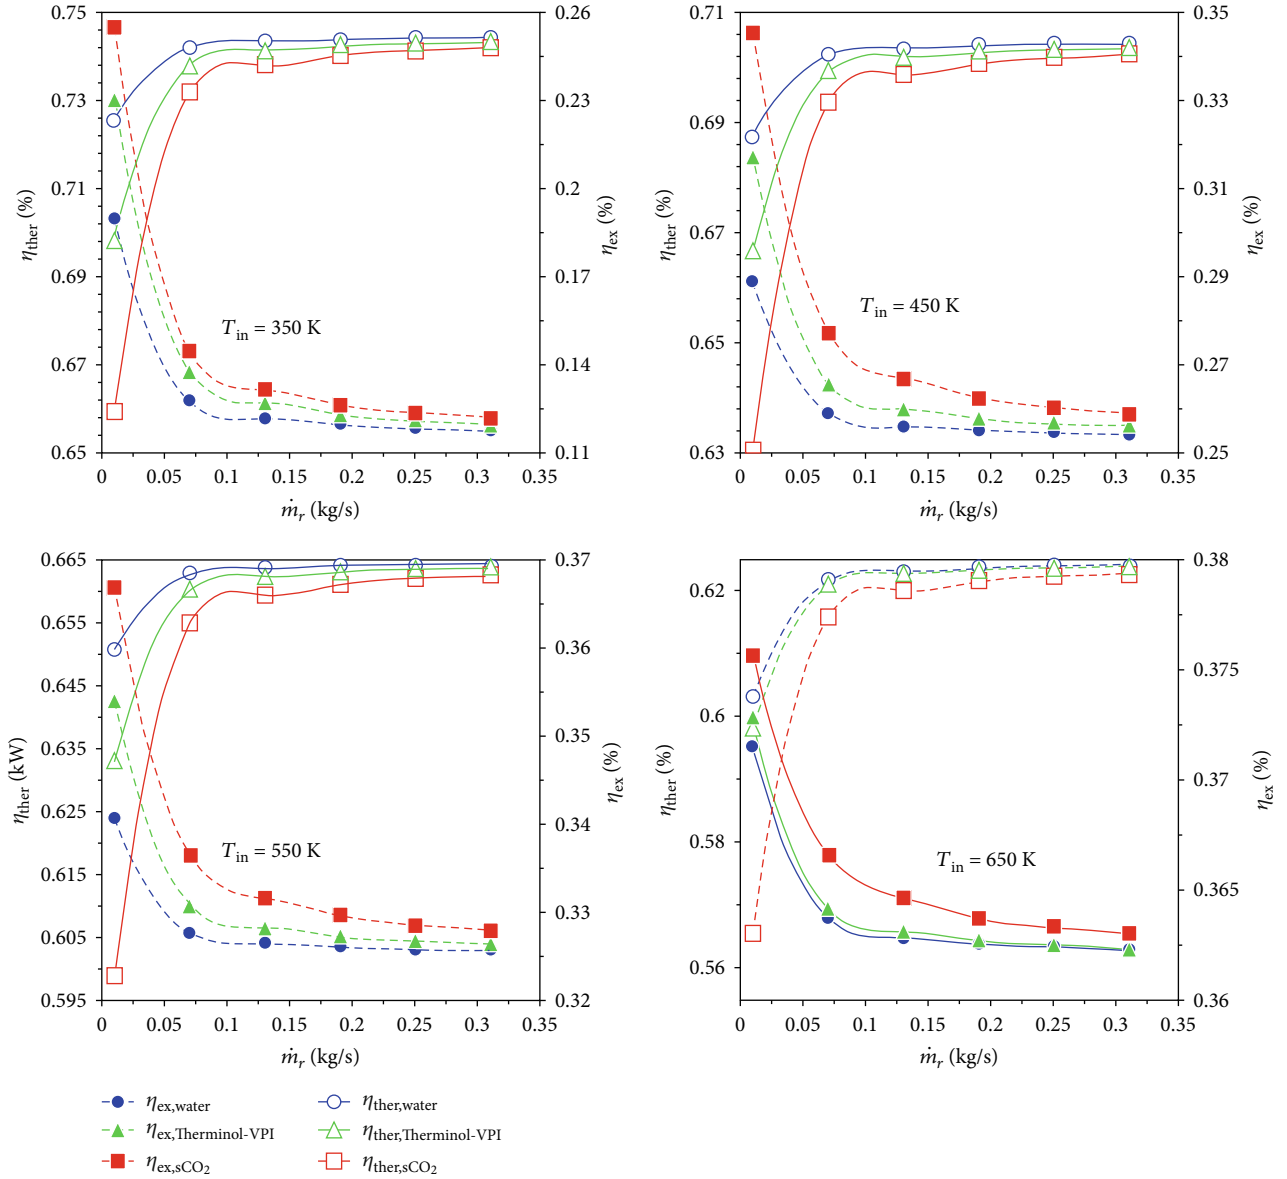 0.75
0.73
0.71
0.69
0.67
0.65
η_ther (%)
0.26
0.23
0.2
0.17
0.14
0.11
η_ex (%)
T_in = 350 K
0 0.05 0.1 0.15 0.2 0.25 0.3 0.35
ṁ_r (kg/s)
0.71
0.69
0.67
0.65
0.63
η_ther (%)
0.35
0.33
0.31
0.29
0.27
0.25
η_ex (%)
T_in = 450 K
0 0.05 0.1 0.15 0.2 0.25 0.3 0.35
ṁ_r (kg/s)
0.665
0.655
0.645
0.635
0.625
0.615
0.605
0.595
η_ther (kW)
0.37
0.36
0.35
0.34
0.33
0.32
η_ex (%)
T_in = 550 K
0 0.05 0.1 0.15 0.2 0.25 0.3 0.35
ṁ_r (kg/s)
0.62
0.6
0.58
0.56
η_ther (%)
0.38
0.375
0.37
0.365
0.36
η_ex (%)
T_in = 650 K
0 0.05 0.1 0.15 0.2 0.25 0.3 0.35
ṁ_r (kg/s)
η_ex,water
η_ex,Therminol-VPI
η_ex,sCO₂
η_ther,water
η_ther,Therminol-VPI
η_ther,sCO₂